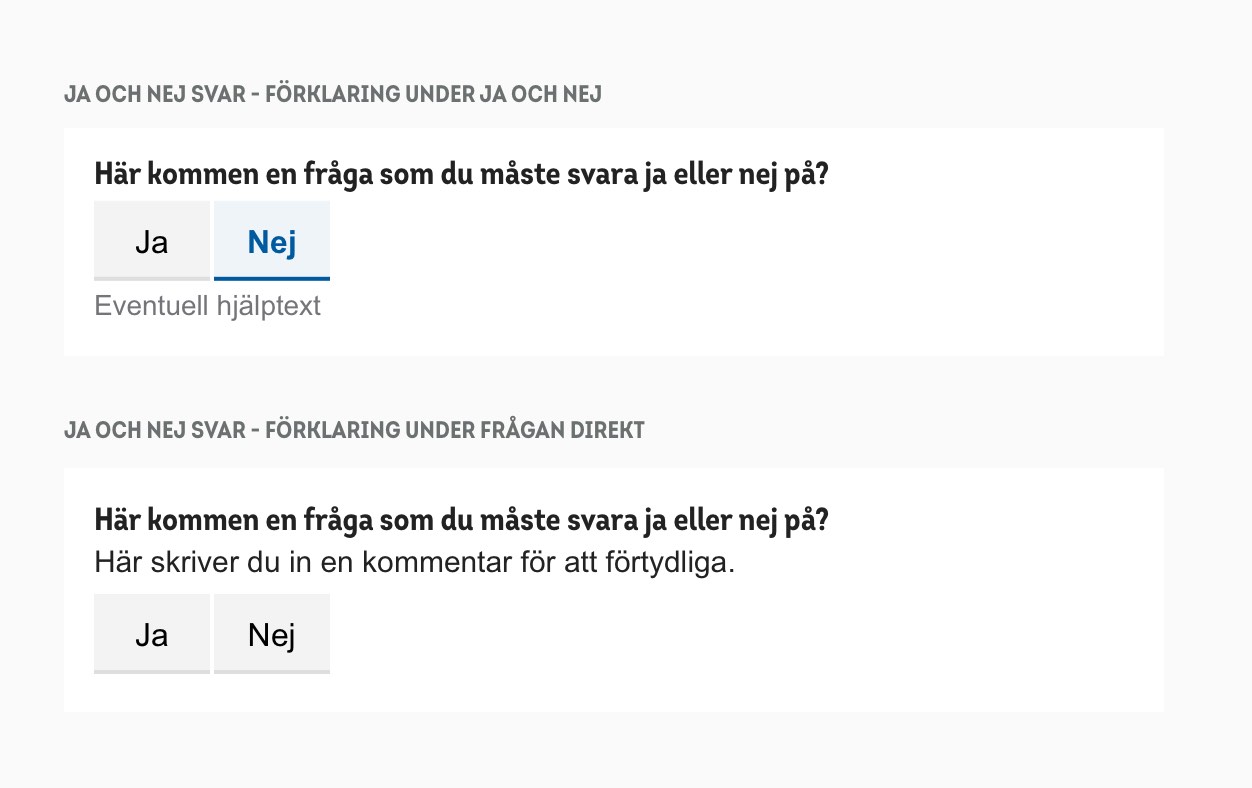 JA OCH NEJ SVAR - FÖRKLARING UNDER JA OCH NEJ
Här kommen en fråga som du måste svara ja eller nej på?
Ja Nej
Eventuell hjälptext
JA OCH NEJ SVAR - FÖRKLARING UNDER FRÅGAN DIREKT
Här kommen en fråga som du måste svara ja eller nej på?
Här skriver du in en kommentar för att förtydliga.
Ja Nej